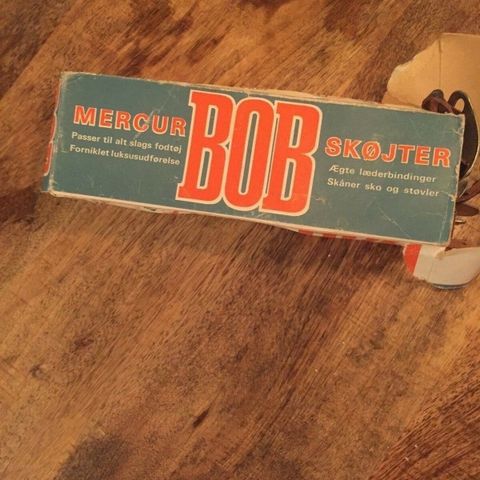 MERCUR
Passer til alt slags fodtøj
Forniklet luksusudførelse
BOB
SKØJTER
Ægte læderbindinger
Skåner sko og støvler